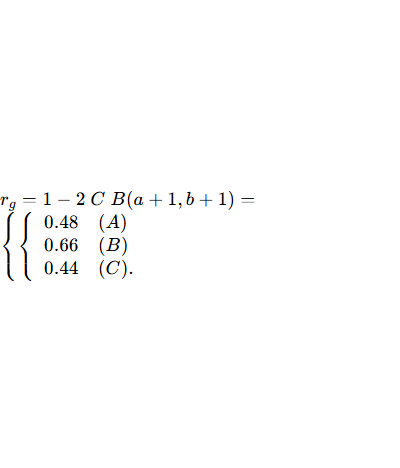 r_g = 1 − 2 C B(a + 1, b + 1) =
{ { 0.48 (A)
0.66 (B)
0.44 (C).